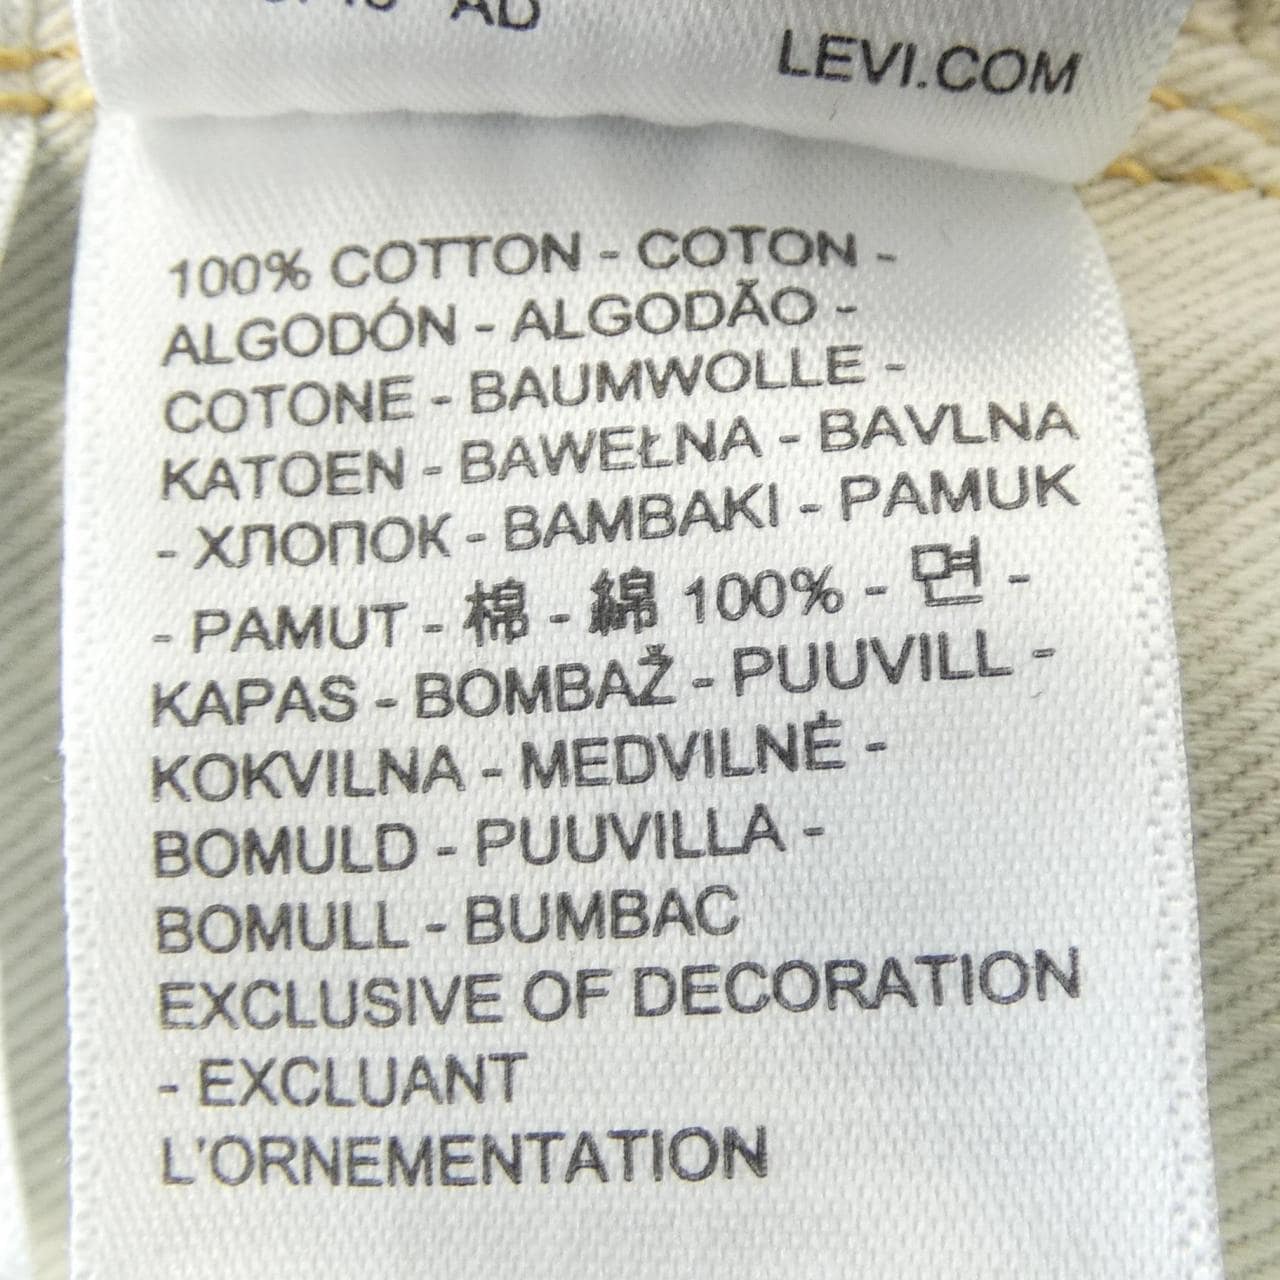 AD
LEVI.COM
100% COTTON - COTON -
ALGODÓN - ALGODÃO -
COTONE - BAUMWOLLE -
KATOEN - BAWEŁNA - BAVLNA
- ХЛОПОК - BAMBAKI - PAMUK
- PAMUT - 棉 - 綿 100% - 면 -
KAPAS - BOMBAŽ - PUUVILL -
KOKVILNA - MEDVILNĖ -
BOMULD - PUUVILLA -
BOMULL - BUMBAC
EXCLUSIVE OF DECORATION
- EXCLUANT
L'ORNEMENTATION